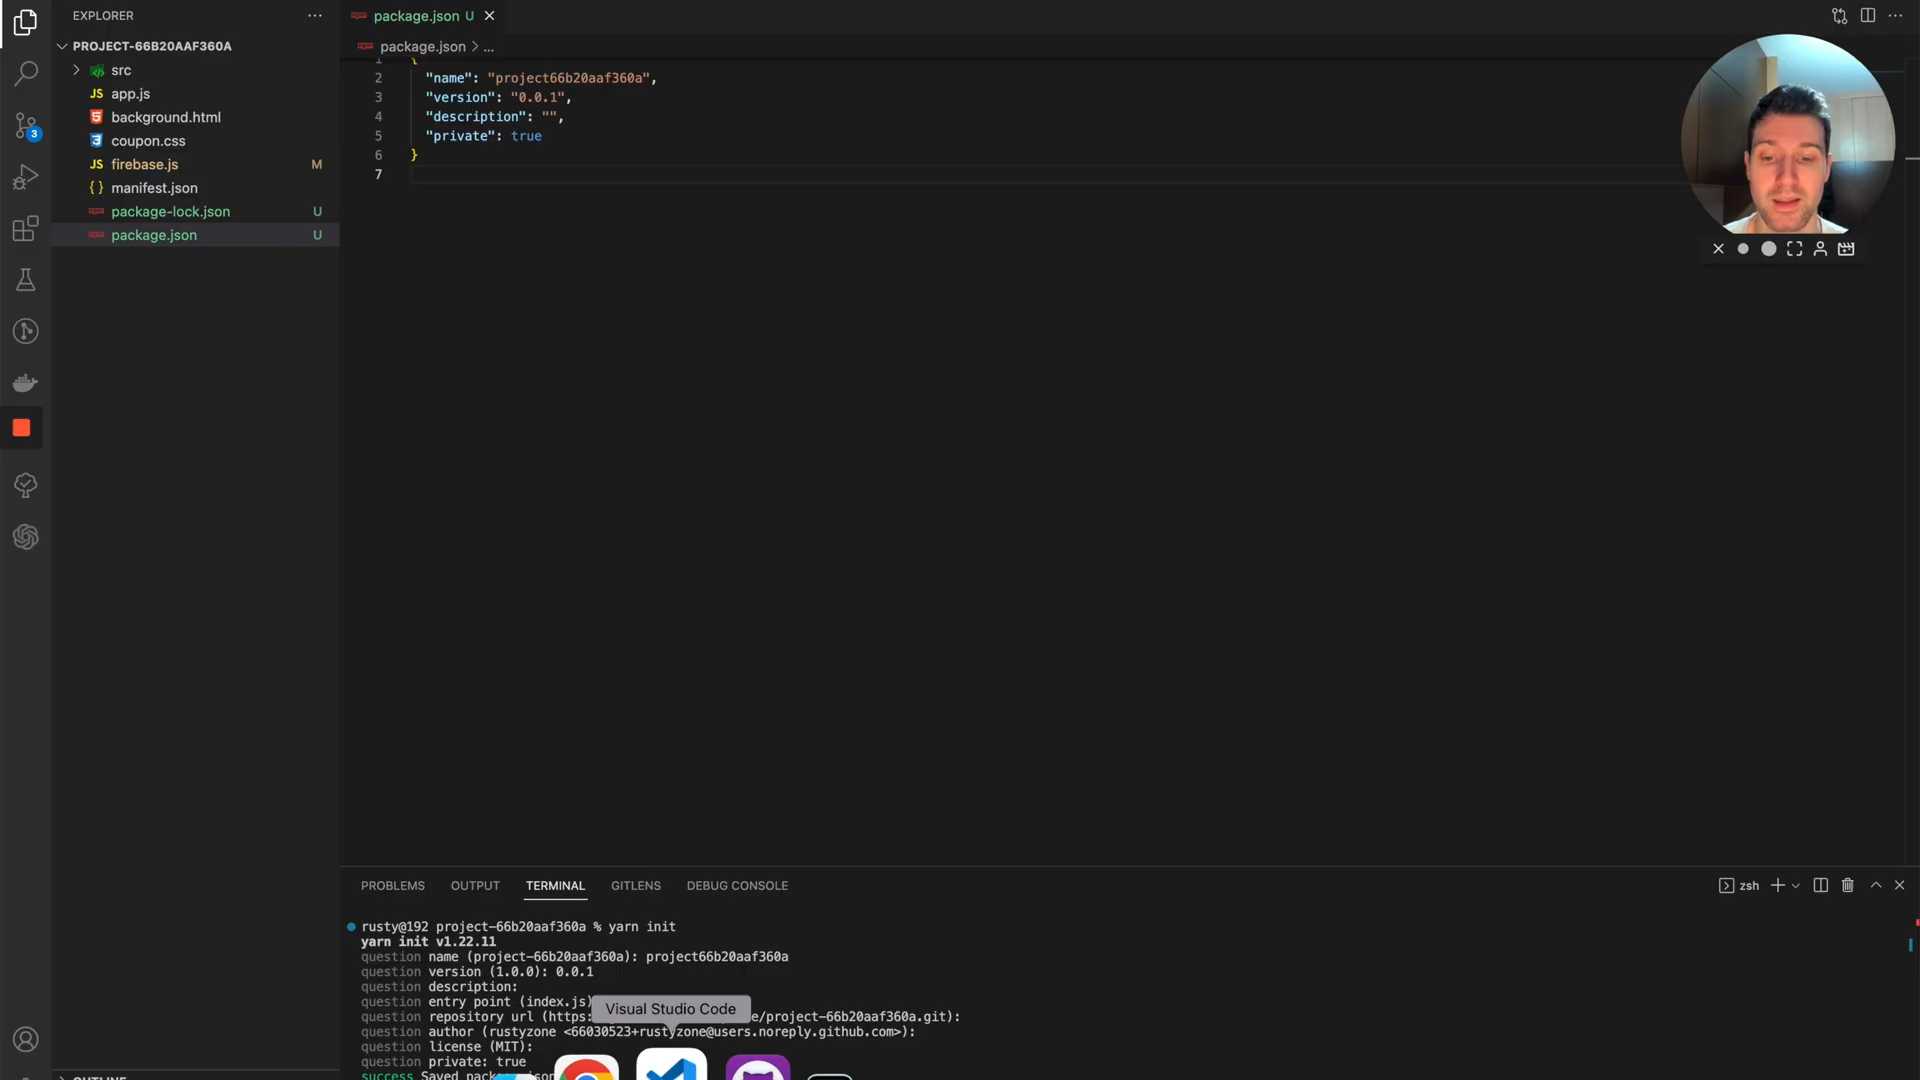 EXPLORER
PROJECT-66B20AAF360A
src
app.js
background.html
coupon.css
firebase.js M
manifest.json
package-lock.json U
package.json U
3
package.json U
package.json > ...
1 {
2 "name": "project66b20aaf360a",
3 "version": "0.0.1",
4 "description": "",
5 "private": true
6 }
7
PROBLEMS OUTPUT TERMINAL GITLENS DEBUG CONSOLE
zsh
rusty@192 project-66b20aaf360a % yarn init
yarn init v1.22.11
question name (project-66b20aaf360a): project66b20aaf360a
question version (1.0.0): 0.0.1
question description:
question entry point (index.js)
Visual Studio Code
question repository url (https: e/project-66b20aaf360a.git):
question author (rustyzone <66030523+rustyzone@users.noreply.github.com>):
question license (MIT):
question private: true
success Saved package.json
OUTLINE